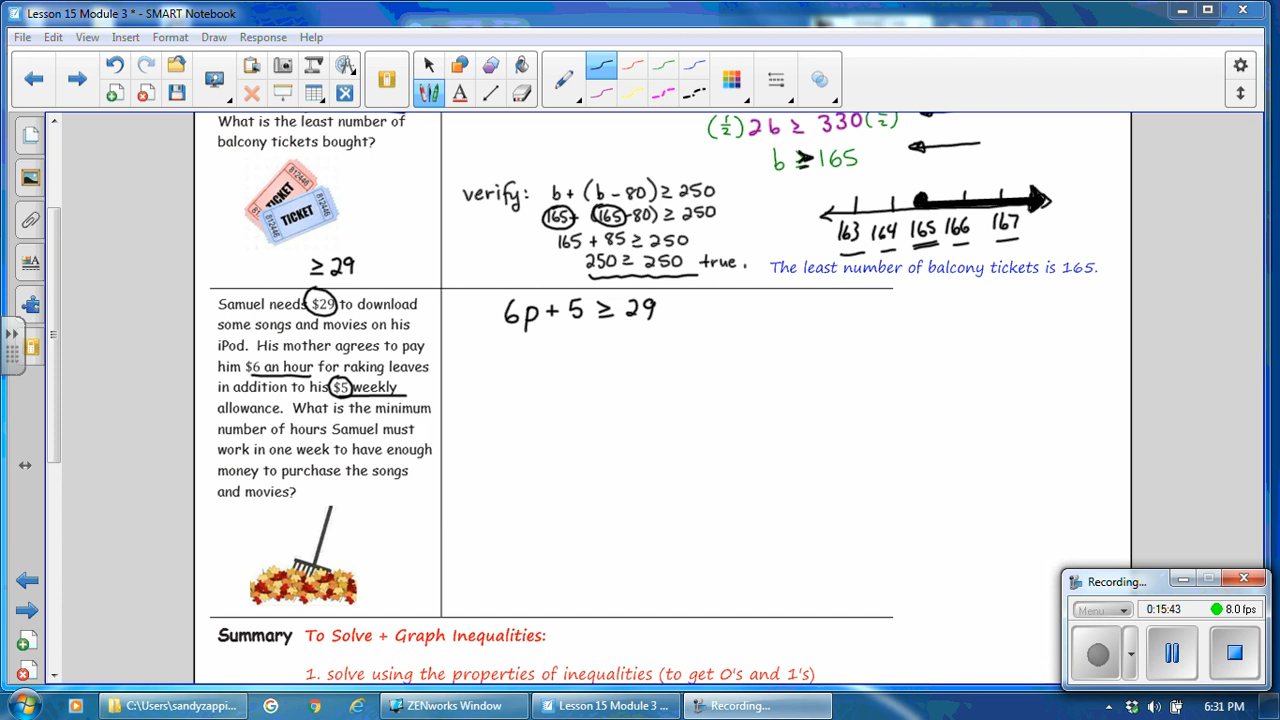 Lesson 15 Module 3 * - SMART Notebook
File Edit View Insert Format Draw Response Help
What is the least number of
balcony tickets bought?
812446 TICKET
812446 TICKET 812446
≥ 29
(1/2) 2b ≥ 330 (1/2)
b ≥ 165
verify: b + (b - 80) ≥ 250
165 + (165 - 80) ≥ 250
165 + 85 ≥ 250
250 ≥ 250 true.
163 164 165 166 167
The least number of balcony tickets is 165.
Samuel needs $29 to download
some songs and movies on his
iPod. His mother agrees to pay
him $6 an hour for raking leaves
in addition to his $5 weekly
allowance. What is the minimum
number of hours Samuel must
work in one week to have enough
money to purchase the songs
and movies?
6p + 5 ≥ 29
Summary To Solve + Graph Inequalities:
1. solve using the properties of inequalities (to get 0's and 1's)
Recording...
Menu 0:15:43 8.0 fps
C:\Users\sandyzappi... ZENworks Window Lesson 15 Module 3 ... Recording... 6:31 PM